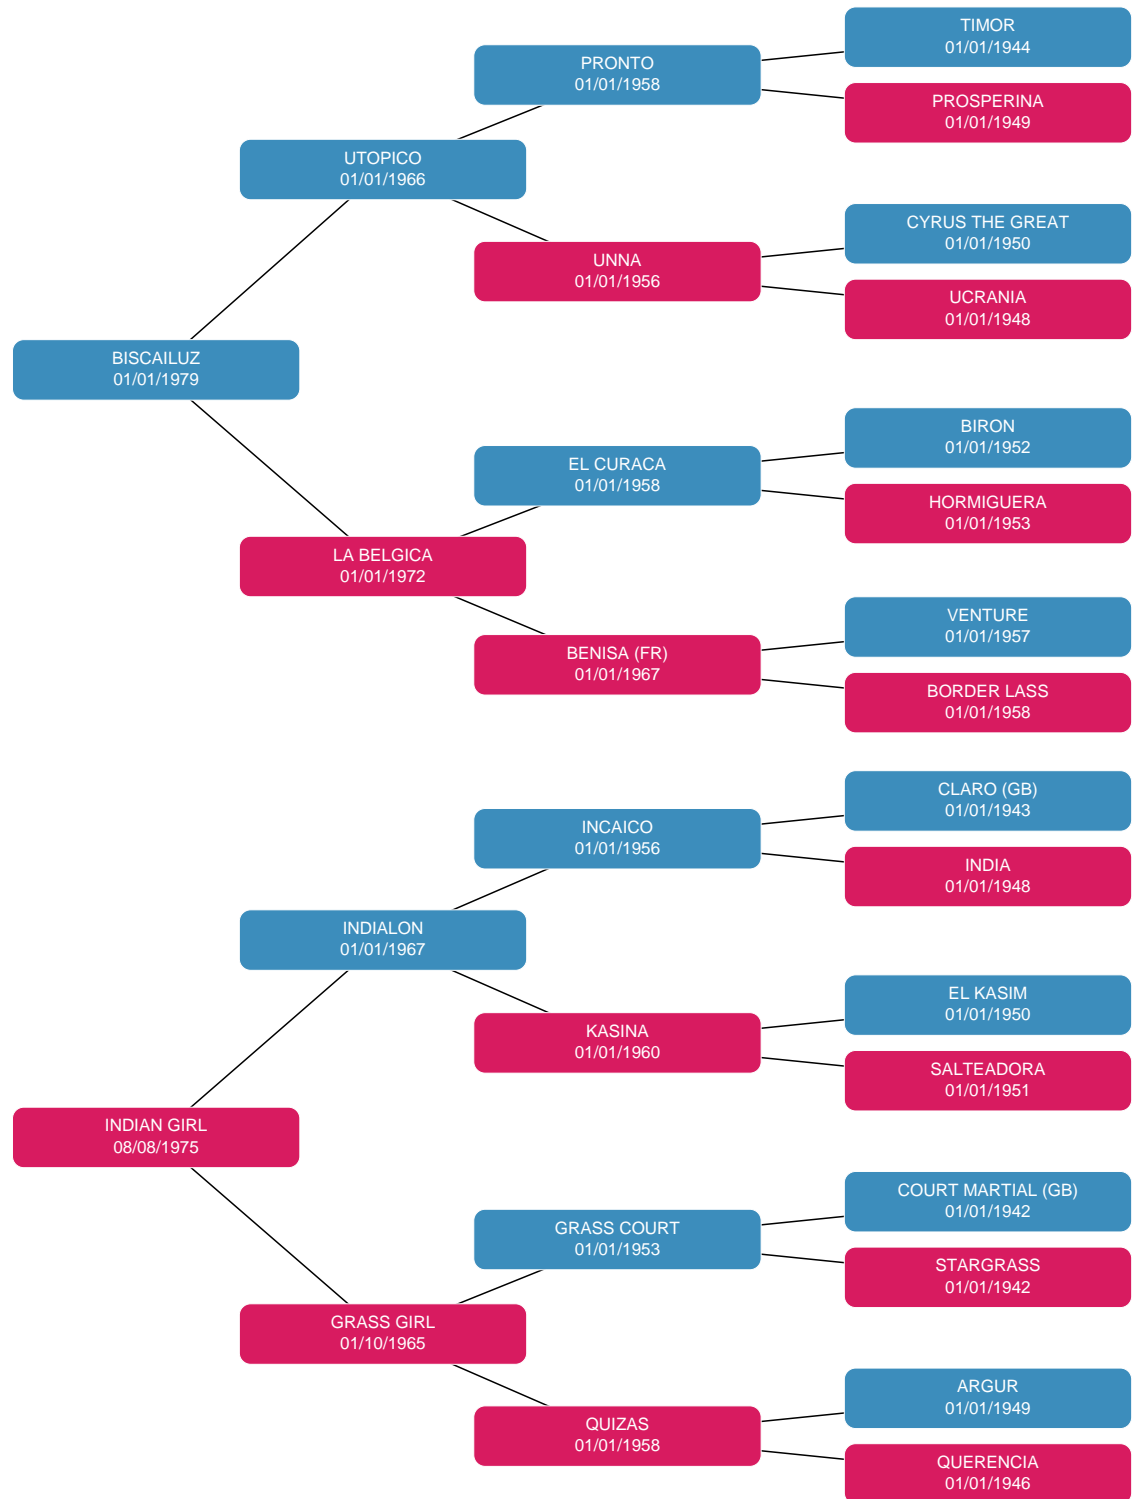 TIMOR
01/01/1944
PRONTO
01/01/1958
PROSPERINA
01/01/1949
UTOPICO
01/01/1966
CYRUS THE GREAT
01/01/1950
UNNA
01/01/1956
UCRANIA
01/01/1948
BISCAILUZ
01/01/1979
BIRON
01/01/1952
EL CURACA
01/01/1958
HORMIGUERA
01/01/1953
LA BELGICA
01/01/1972
VENTURE
01/01/1957
BENISA (FR)
01/01/1967
BORDER LASS
01/01/1958
CLARO (GB)
01/01/1943
INCAICO
01/01/1956
INDIA
01/01/1948
INDIALON
01/01/1967
EL KASIM
01/01/1950
KASINA
01/01/1960
SALTEADORA
01/01/1951
INDIAN GIRL
08/08/1975
COURT MARTIAL (GB)
01/01/1942
GRASS COURT
01/01/1953
STARGRASS
01/01/1942
GRASS GIRL
01/10/1965
ARGUR
01/01/1949
QUIZAS
01/01/1958
QUERENCIA
01/01/1946